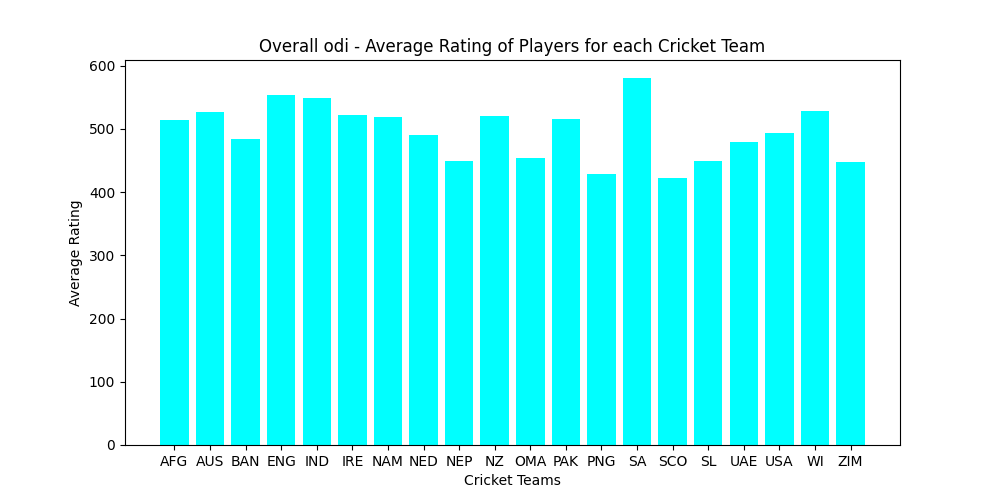 Overall odi - Average Rating of Players for each Cricket Team
600
500
400
300
200
100
0
Average Rating
AFG AUS BAN ENG IND IRE NAM NED NEP NZ OMA PAK PNG SA SCO SL UAE USA WI ZIM
Cricket Teams